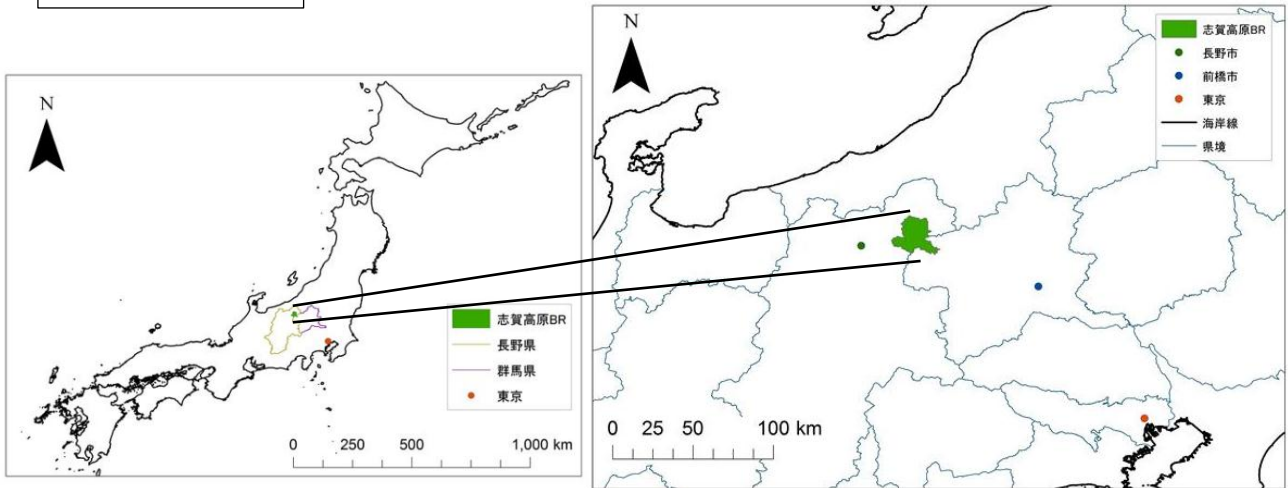 N
志賀高原BR
長野県
群馬県
東京
0 250 500 1,000 km
N
志賀高原BR
長野市
前橋市
東京
海岸線
県境
0 25 50 100 km